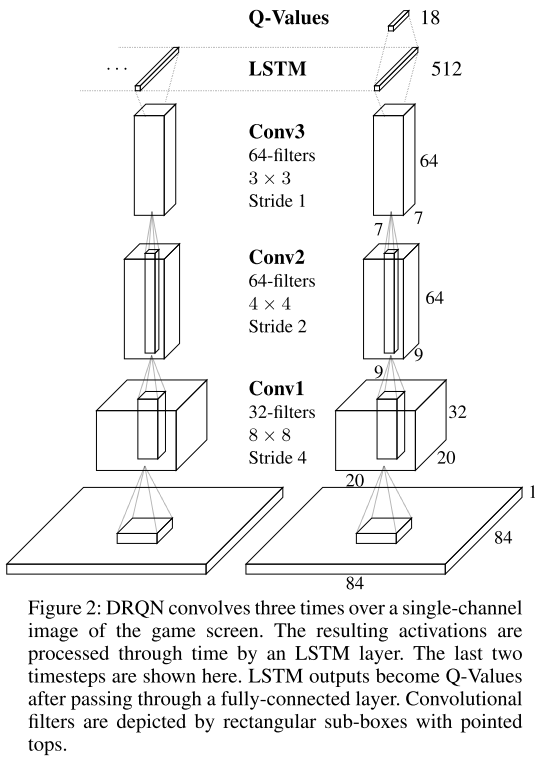 Q-Values
18
· · ·
LSTM
512
Conv3
64-filters
3 × 3
Stride 1
64
7
7
Conv2
64-filters
4 × 4
Stride 2
64
9
9
Conv1
32-filters
8 × 8
Stride 4
32
20
20
1
84
84
Figure 2: DRQN convolves three times over a single-channel
image of the game screen. The resulting activations are
processed through time by an LSTM layer. The last two
timesteps are shown here. LSTM outputs become Q-Values
after passing through a fully-connected layer. Convolutional
filters are depicted by rectangular sub-boxes with pointed
tops.